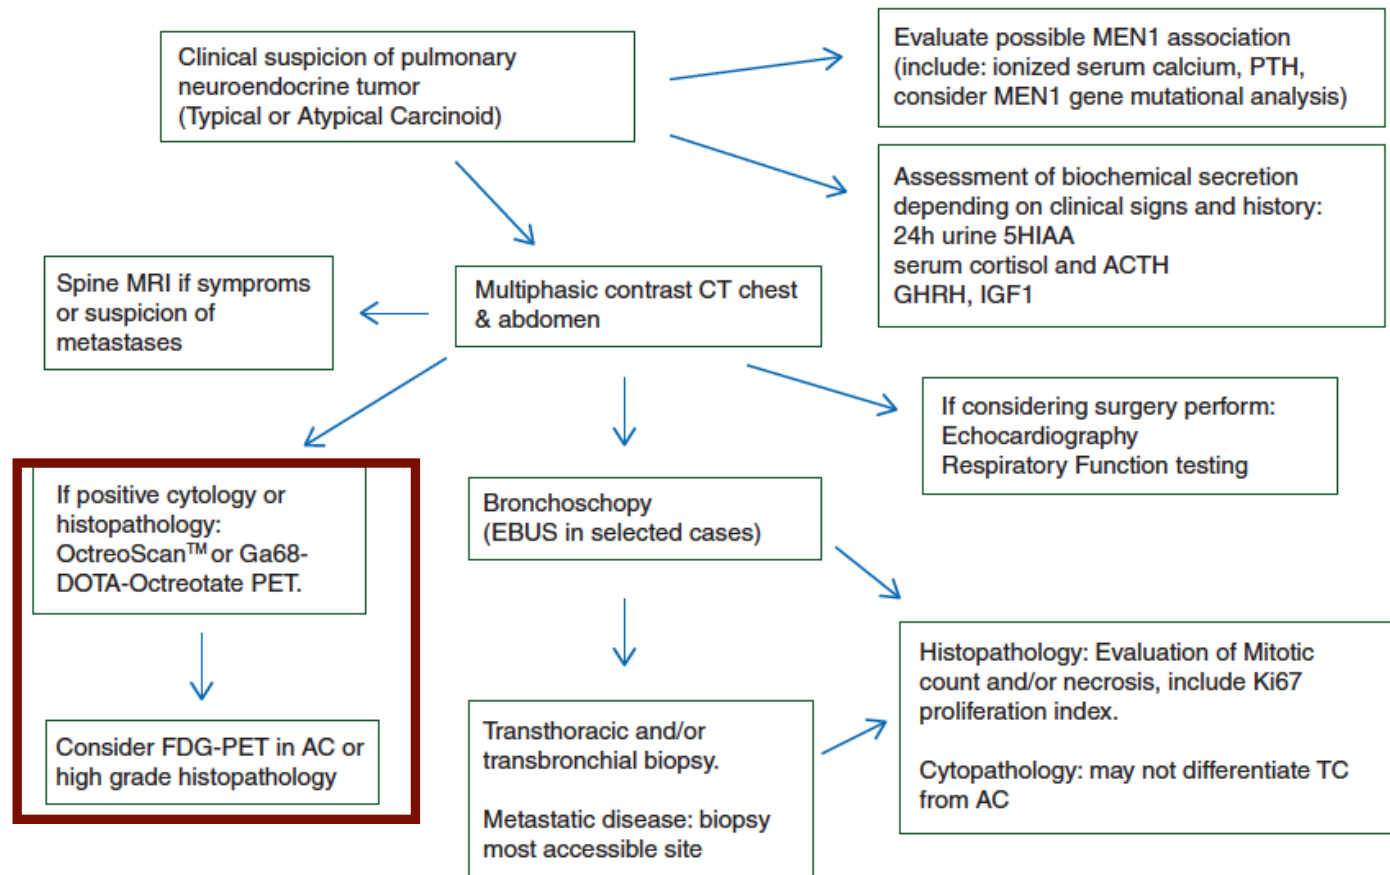 Clinical suspicion of pulmonary
neuroendocrine tumor
(Typical or Atypical Carcinoid)
Evaluate possible MEN1 association
(include: ionized serum calcium, PTH,
consider MEN1 gene mutational analysis)
Assessment of biochemical secretion
depending on clinical signs and history:
24h urine 5HIAA
serum cortisol and ACTH
GHRH, IGF1
Spine MRI if symproms
or suspicion of
metastases
Multiphasic contrast CT chest
& abdomen
If considering surgery perform:
Echocardiography
Respiratory Function testing
If positive cytology or
histopathology:
OctreoScan™ or Ga68-
DOTA-Octreotate PET.
Bronchoschopy
(EBUS in selected cases)
Consider FDG-PET in AC or
high grade histopathology
Transthoracic and/or
transbronchial biopsy.
Metastatic disease: biopsy
most accessible site
Histopathology: Evaluation of Mitotic
count and/or necrosis, include Ki67
proliferation index.
Cytopathology: may not differentiate TC
from AC